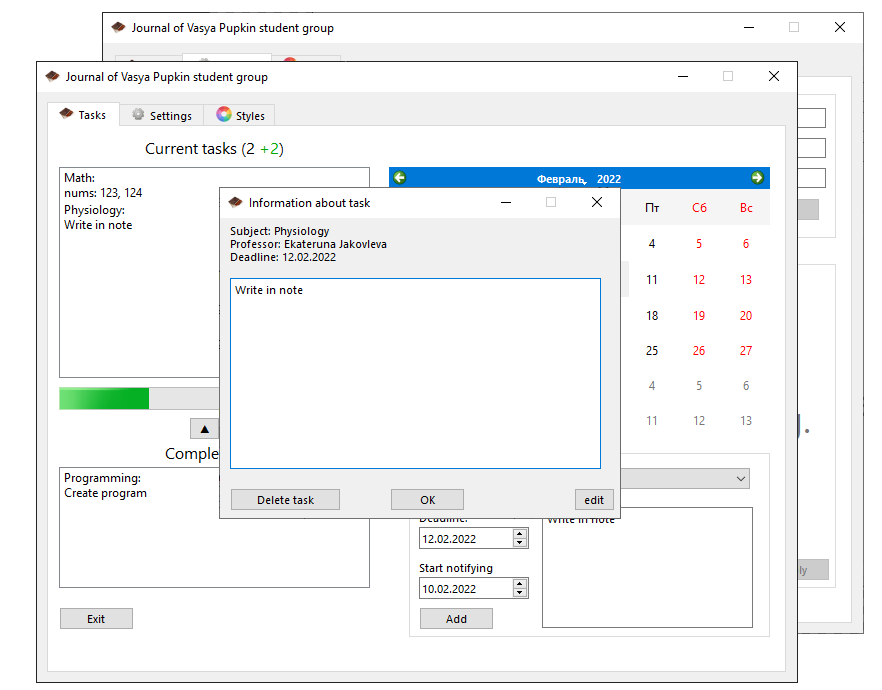 Journal of Vasya Pupkin student group
Journal of Vasya Pupkin student group
Tasks
Settings
Styles
Current tasks (2 +2)
Math:
nums: 123, 124
Physiology:
Write in note
Февраль, 2022
Пт Сб Вс
4 5 6
11 12 13
18 19 20
25 26 27
4 5 6
11 12 13
Information about task
Subject: Physiology
Professor: Ekateruna Jakovleva
Deadline: 12.02.2022
Write in note
Delete task
OK
edit
▲
Comple
Programming:
Create program
Exit
Deadline:
12.02.2022
Start notifying
10.02.2022
Add
Write in note
ly